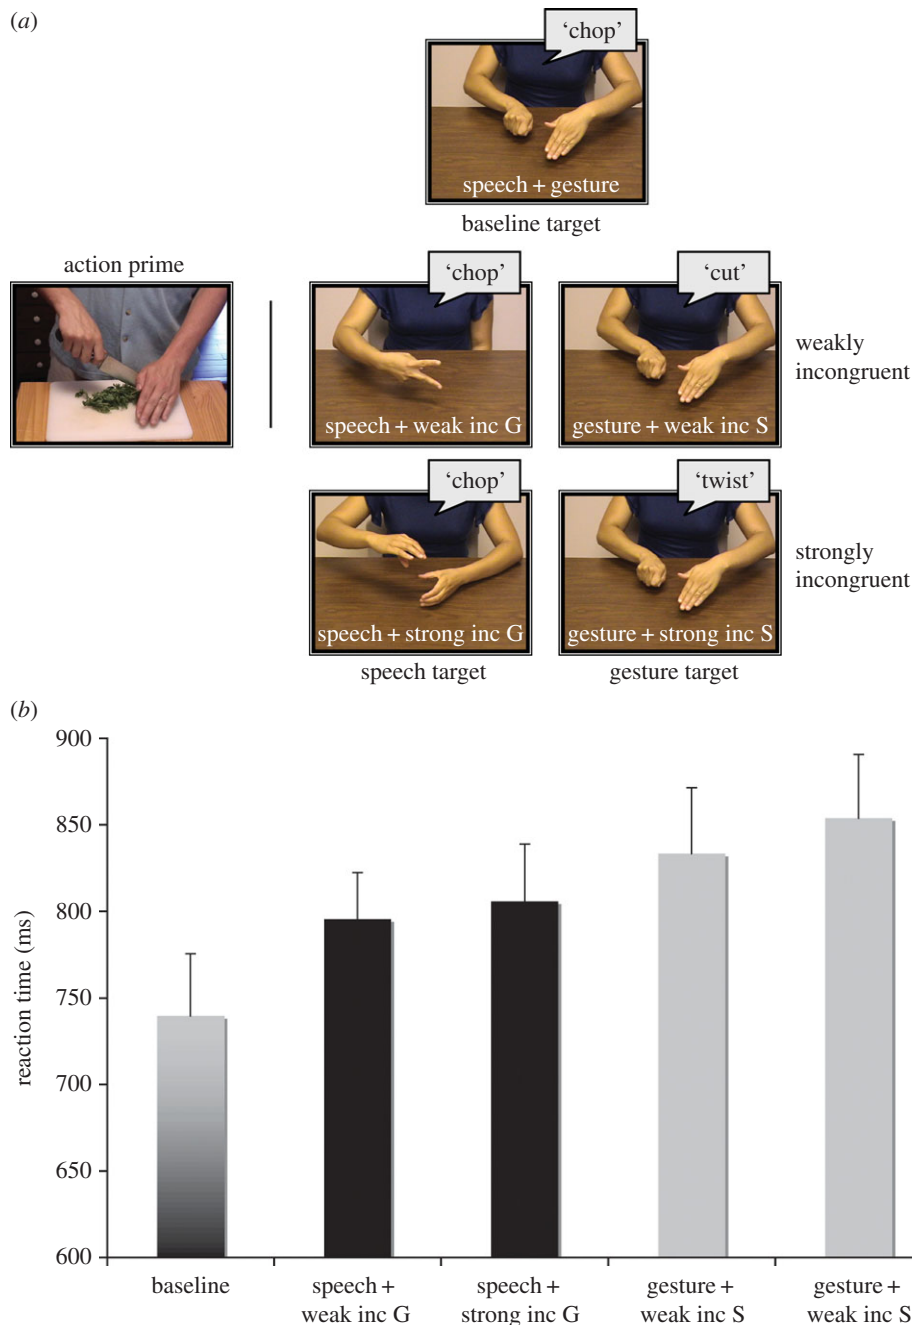 (a)
‘chop’
speech + gesture
baseline target
action prime
‘chop’
‘cut’
speech + weak inc G
gesture + weak inc S
weakly
incongruent
‘chop’
‘twist’
speech + strong inc G
gesture + strong inc S
strongly
incongruent
speech target
gesture target
(b)
reaction time (ms)
900
850
800
750
700
650
600
baseline
speech +
weak inc G
speech +
strong inc G
gesture +
weak inc S
gesture +
weak inc S